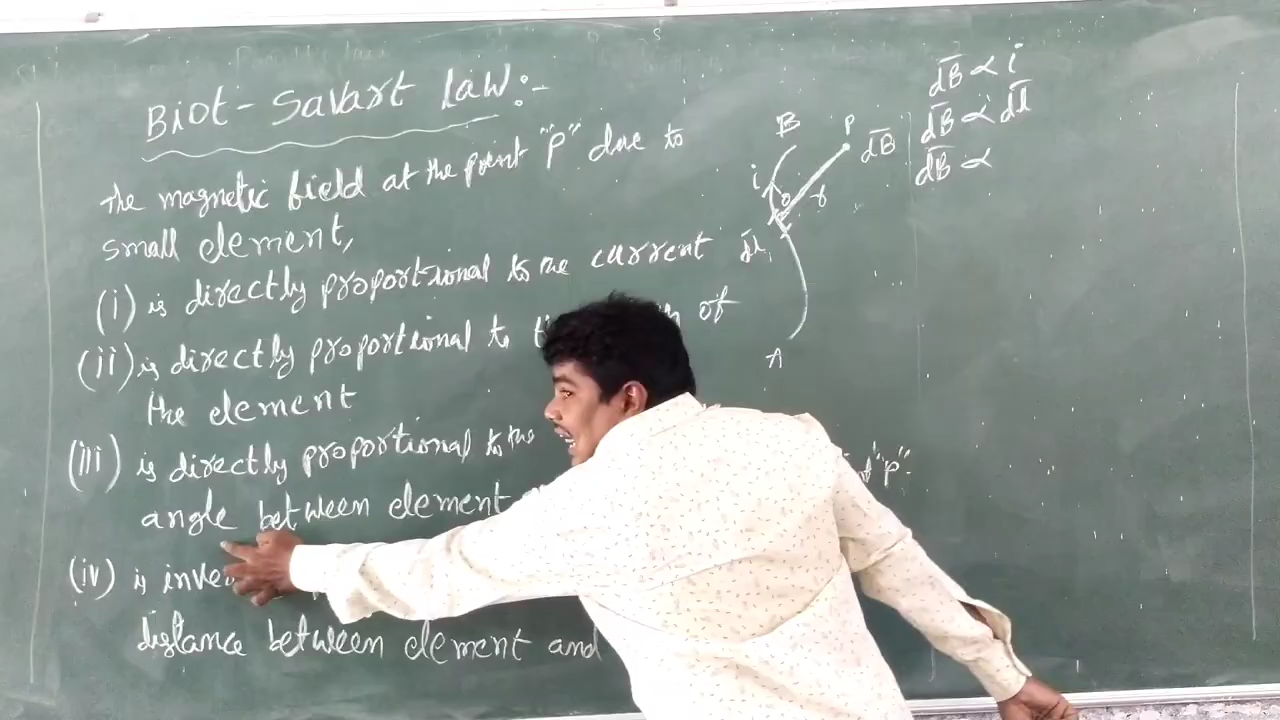 Biot-Savart Law:-
the magnetic field at the point "P" due to
small element,
(i) is directly proportional to the current
(ii) is directly proportional to of
the element
(iii) is directly proportional to the
angle between element "P".
(iv) is inve
distance between element and
B
P
dB
i
θ
r
dl
A
dB ∝ i
dB ∝ dl
dB ∝